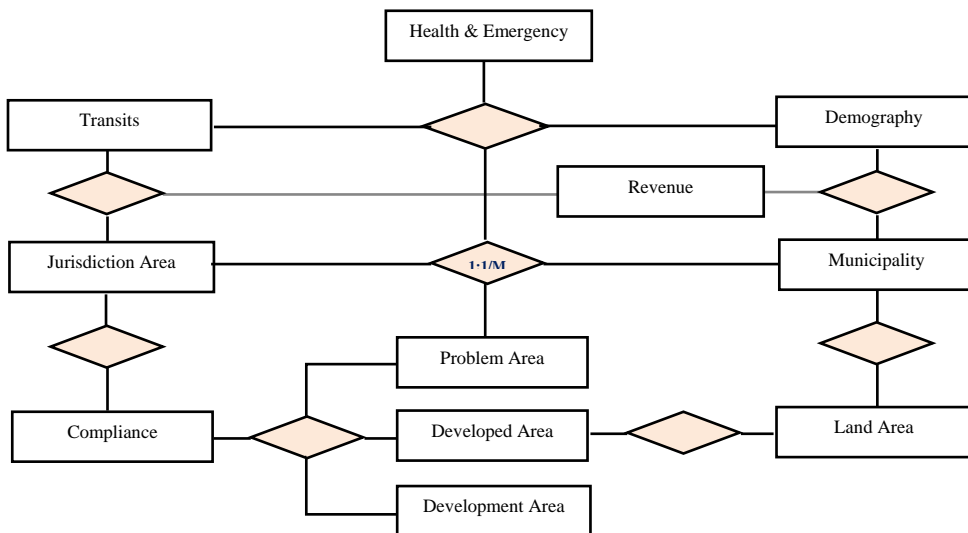 Health & Emergency
Transits
Demography
Revenue
Jurisdiction Area
1:1/M
Municipality
Problem Area
Compliance
Developed Area
Land Area
Development Area